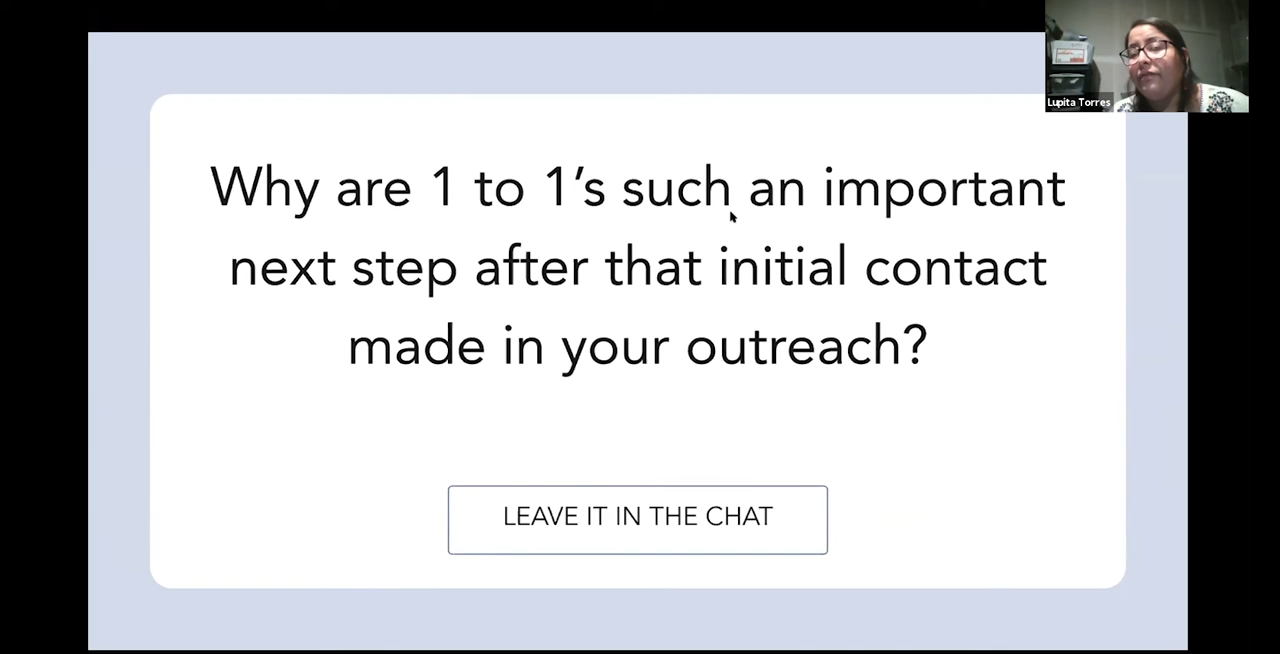 Lupita Torres
Why are 1 to 1’s such an important
next step after that initial contact
made in your outreach?
LEAVE IT IN THE CHAT